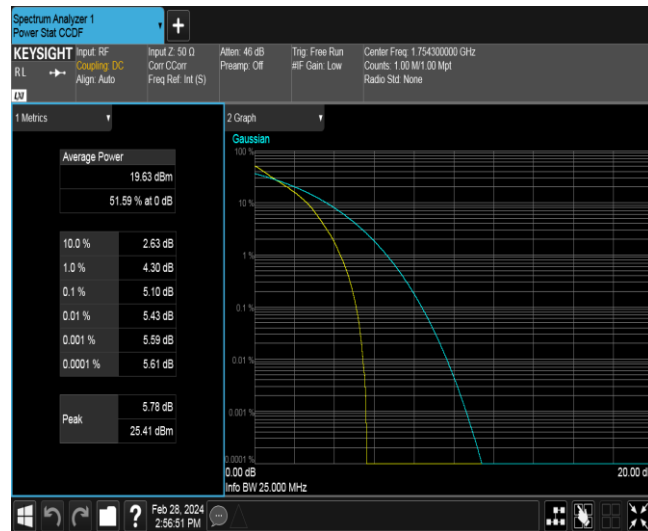 Spectrum Analyzer 1
Power Stat CCDF
+
KEYSIGHT
RL
LXI
Input: RF
Coupling: DC
Align: Auto
Input Z: 50 Ω
Corr CCorr
Freq Ref: Int (S)
Atten: 46 dB
Preamp: Off
Trig: Free Run
#IF Gain: Low
Center Freq: 1.754300000 GHz
Counts: 1.00 M/1.00 Mpt
Radio Std: None
1 Metrics
Average Power
19.63 dBm
51.59 % at 0 dB
10.0 % 2.63 dB
1.0 % 4.30 dB
0.1 % 5.10 dB
0.01 % 5.43 dB
0.001 % 5.59 dB
0.0001 % 5.61 dB
Peak
5.78 dB
25.41 dBm
2 Graph
Gaussian
100 %
10 %
1 %
0.1 %
0.01 %
0.001 %
0.0001 %
0.00 dB
20.00 d
Info BW 25.000 MHz
?
Feb 28, 2024
2:56:51 PM